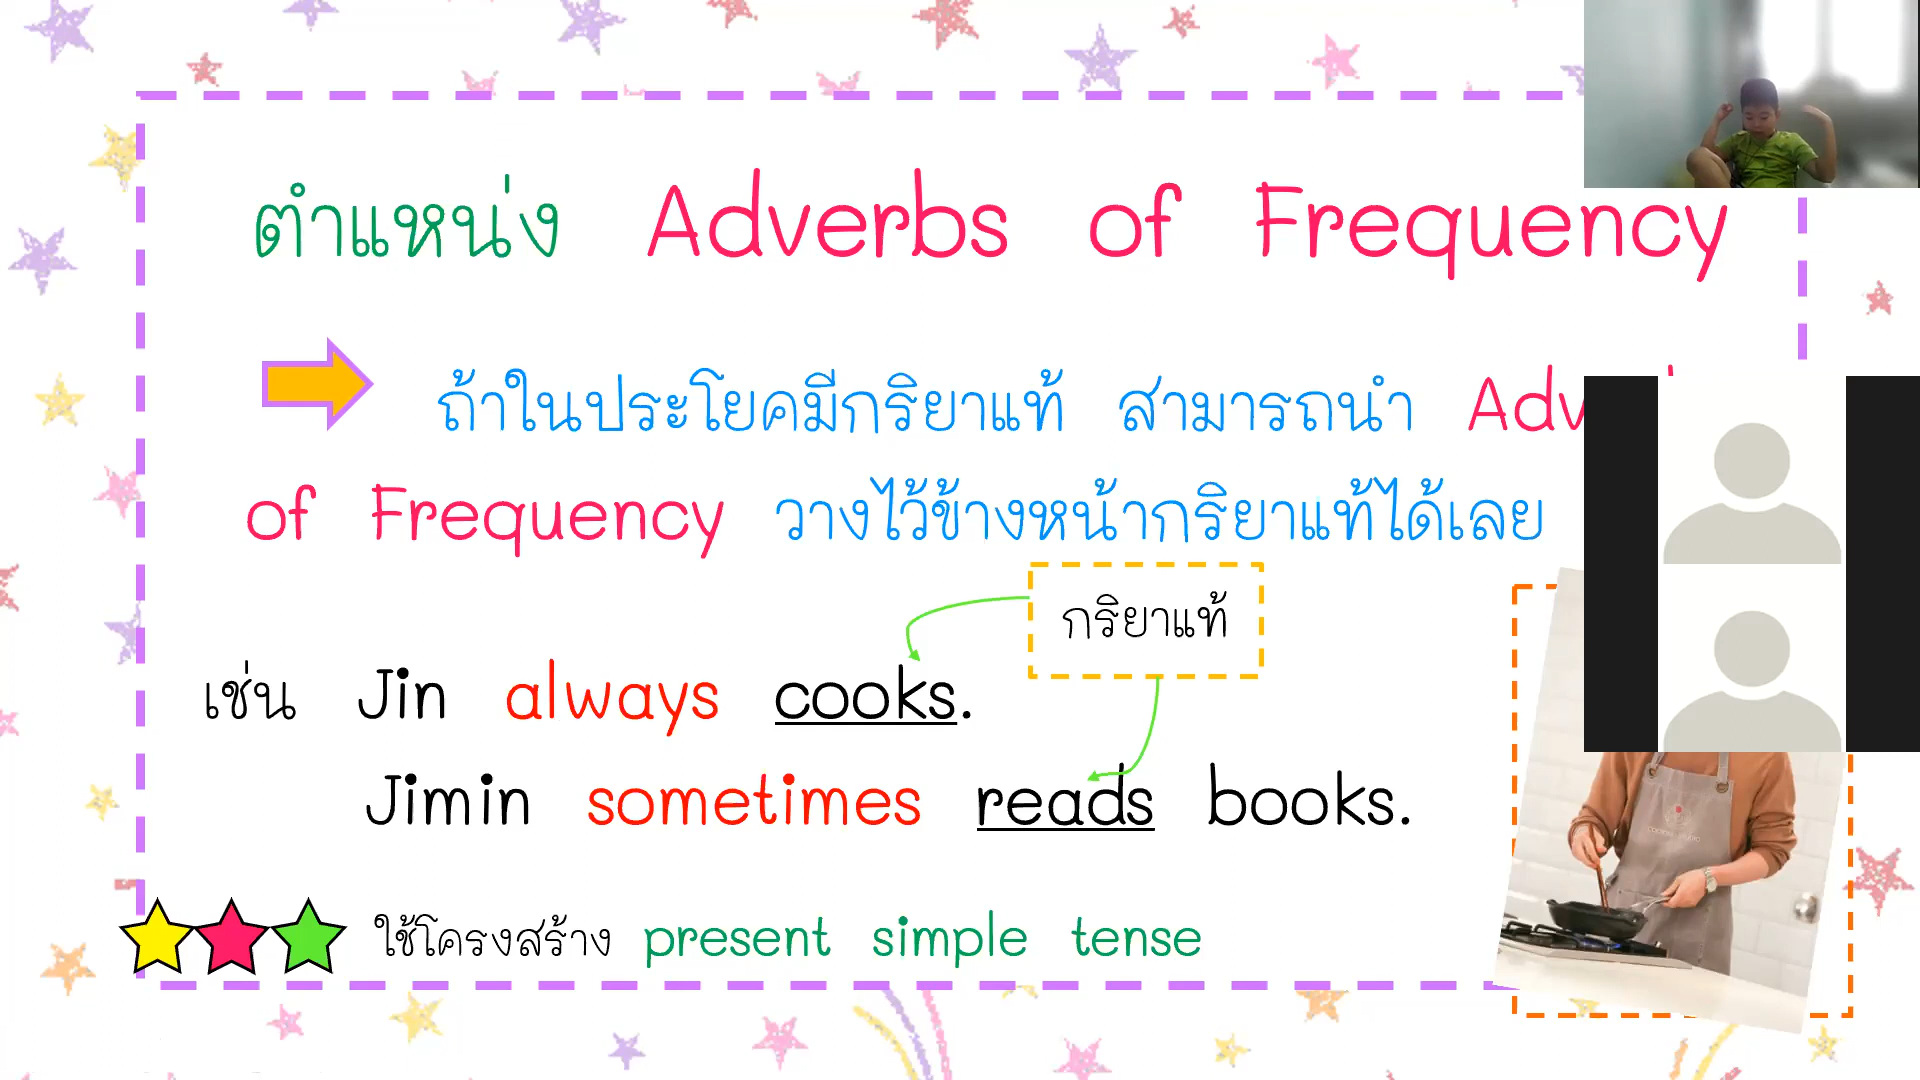 ตำแหน่ง Adverbs of Frequency
ถ้าในประโยคมีกริยาแท้ สามารถนำ
of Frequency วางไว้ข้างหน้ากริยาแท้ได้เลย
กริยาแท้
เช่น Jin always cooks.
Jimin sometimes reads books.
ใช้โครงสร้าง present simple tense